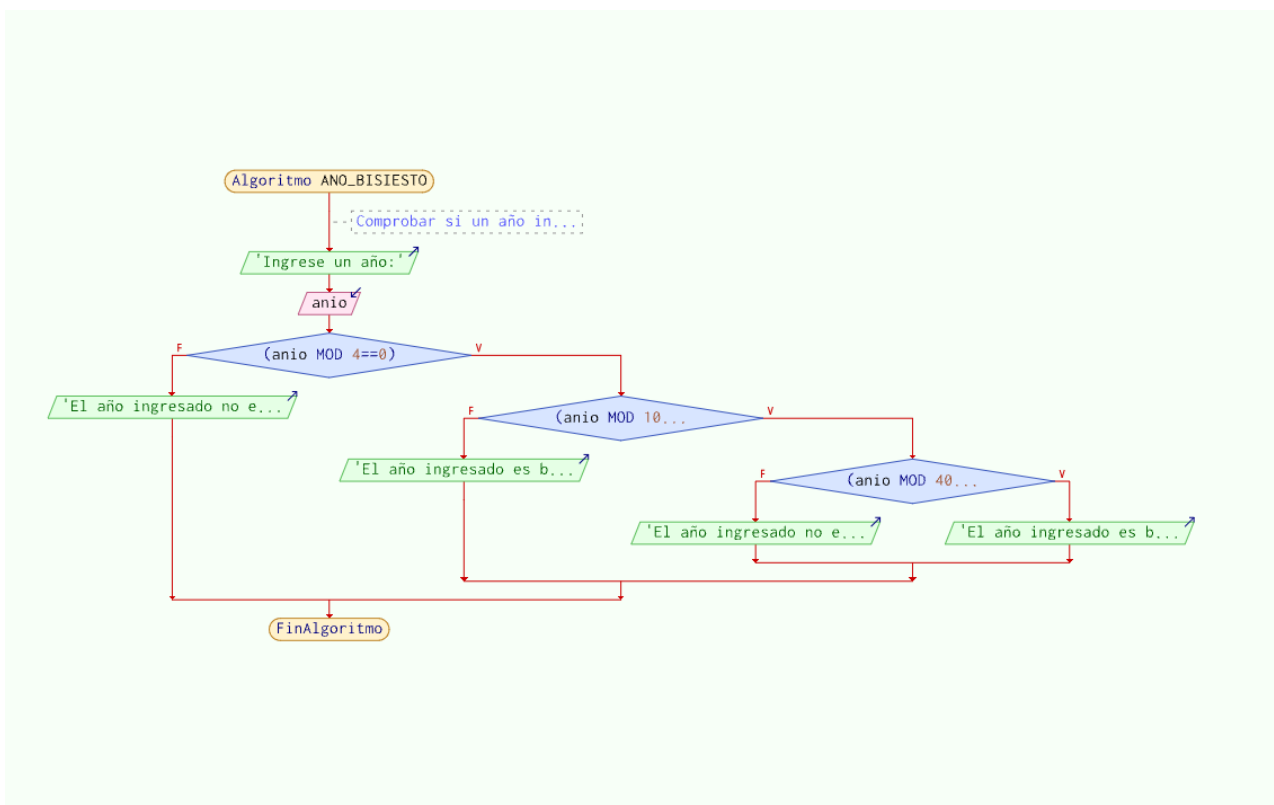 Algoritmo ANO_BISIESTO
Comprobar si un año in...
'Ingrese un año:'
anio
F
(anio MOD 4==0)
V
'El año ingresado no e...
F
(anio MOD 10...
V
'El año ingresado es b...
F
(anio MOD 40...
V
'El año ingresado no e...
'El año ingresado es b...
FinAlgoritmo